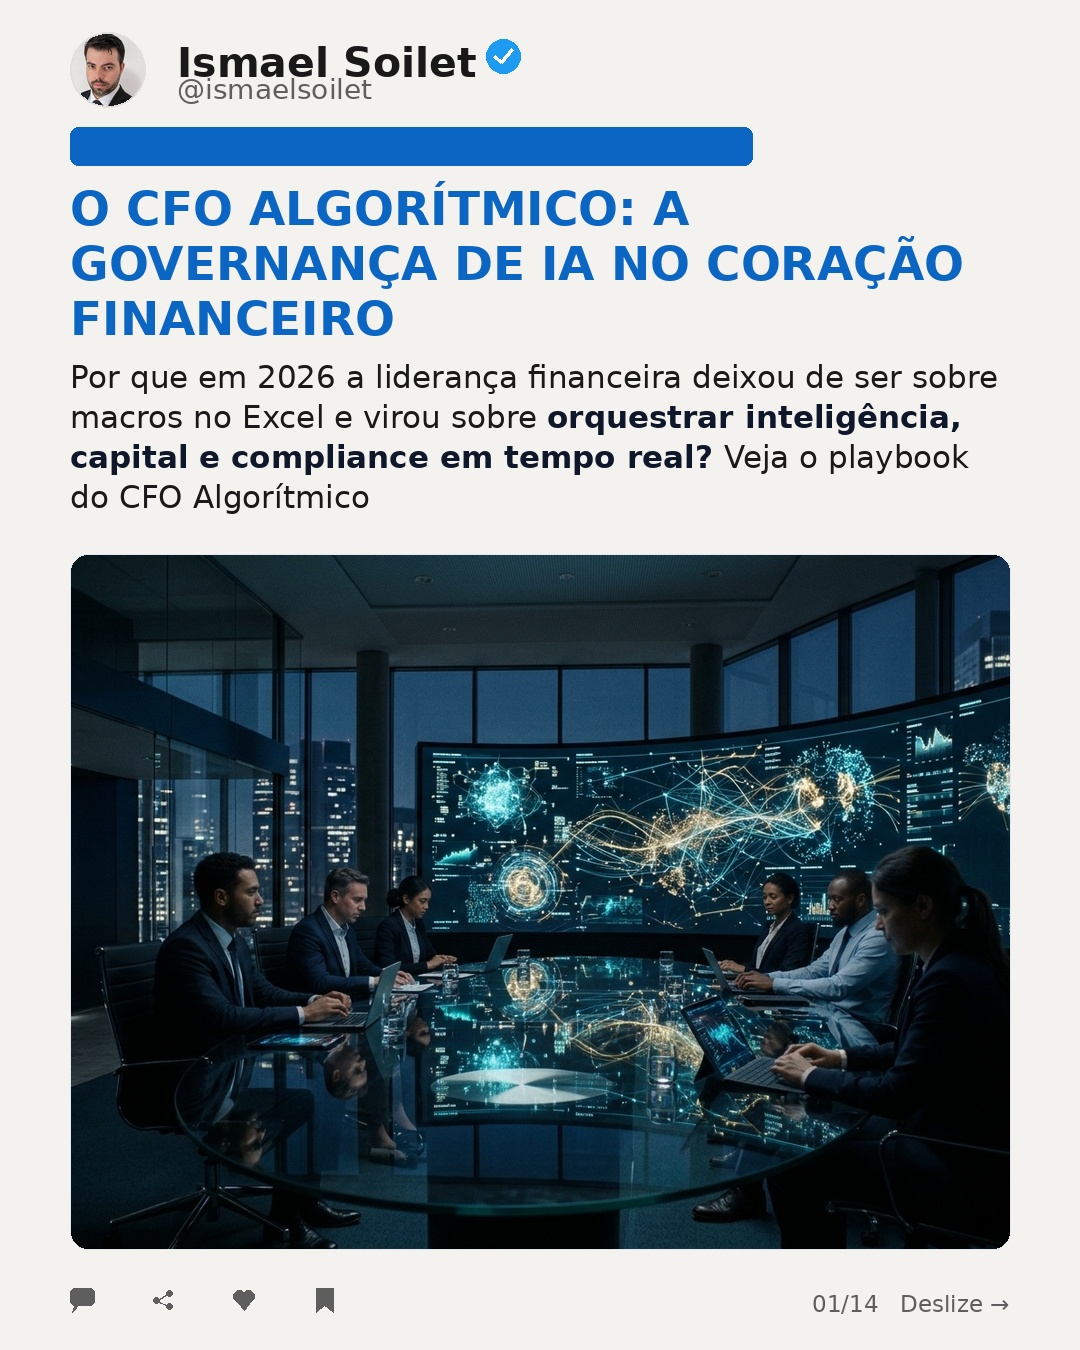 Ismael Soilet
@ismaelsoilet
O CFO ALGORÍTMICO: A
GOVERNANÇA DE IA NO CORAÇÃO
FINANCEIRO
Por que em 2026 a liderança financeira deixou de ser sobre
macros no Excel e virou sobre orquestrar inteligência,
capital e compliance em tempo real? Veja o playbook
do CFO Algorítmico
01/14 Deslize →